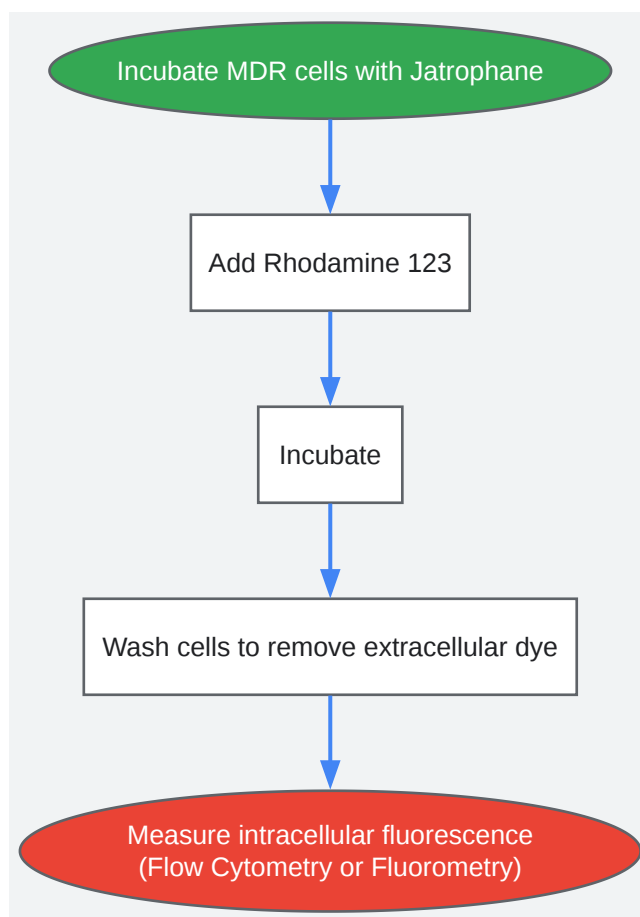 Incubate MDR cells with Jatrophane
Add Rhodamine 123
Incubate
Wash cells to remove extracellular dye
Measure intracellular fluorescence
(Flow Cytometry or Fluorometry)